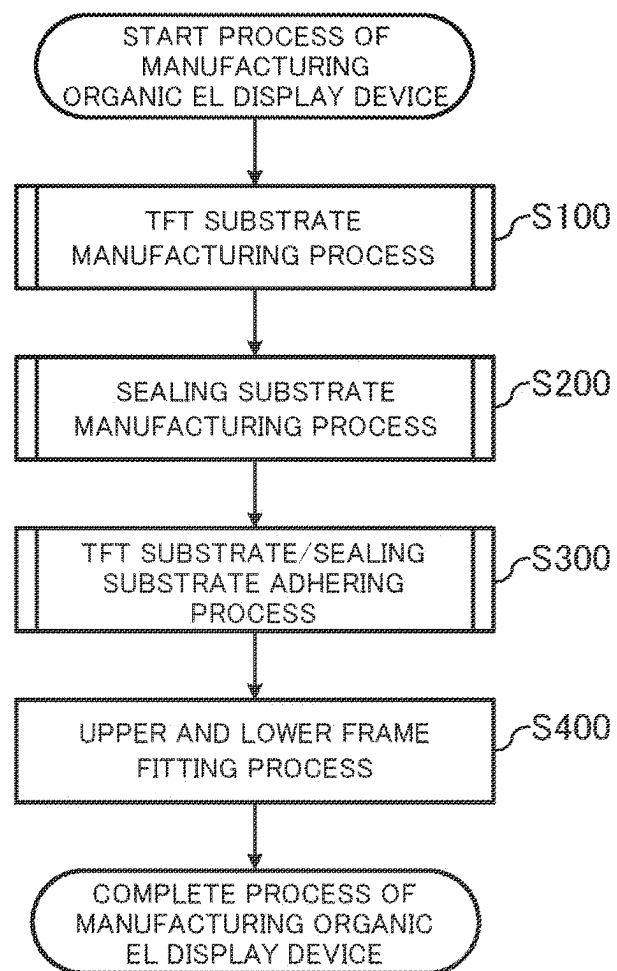 START PROCESS OF
MANUFACTURING
ORGANIC EL DISPLAY DEVICE
TFT SUBSTRATE
MANUFACTURING PROCESS
S100
SEALING SUBSTRATE
MANUFACTURING PROCESS
S200
TFT SUBSTRATE/SEALING
SUBSTRATE ADHERING
PROCESS
S300
UPPER AND LOWER FRAME
FITTING PROCESS
S400
COMPLETE PROCESS OF
MANUFACTURING ORGANIC
EL DISPLAY DEVICE